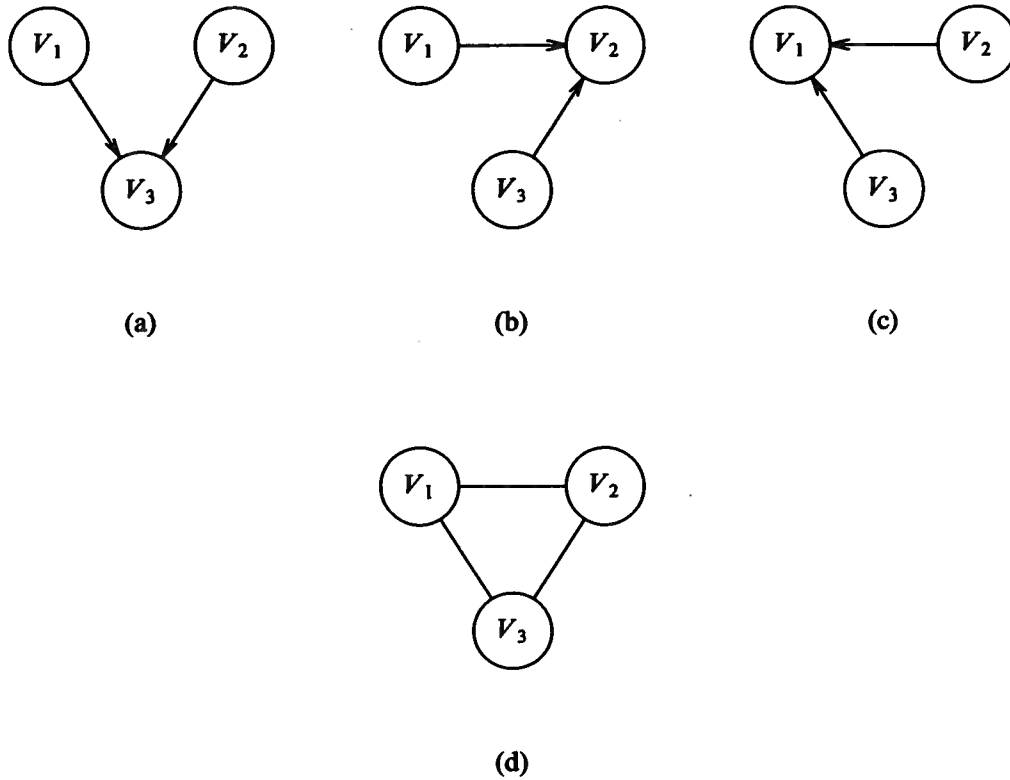 V1 V2 V1 V2 V1 V2
V3 V3 V3
(a) (b) (c)
V1 V2
V3
(d)